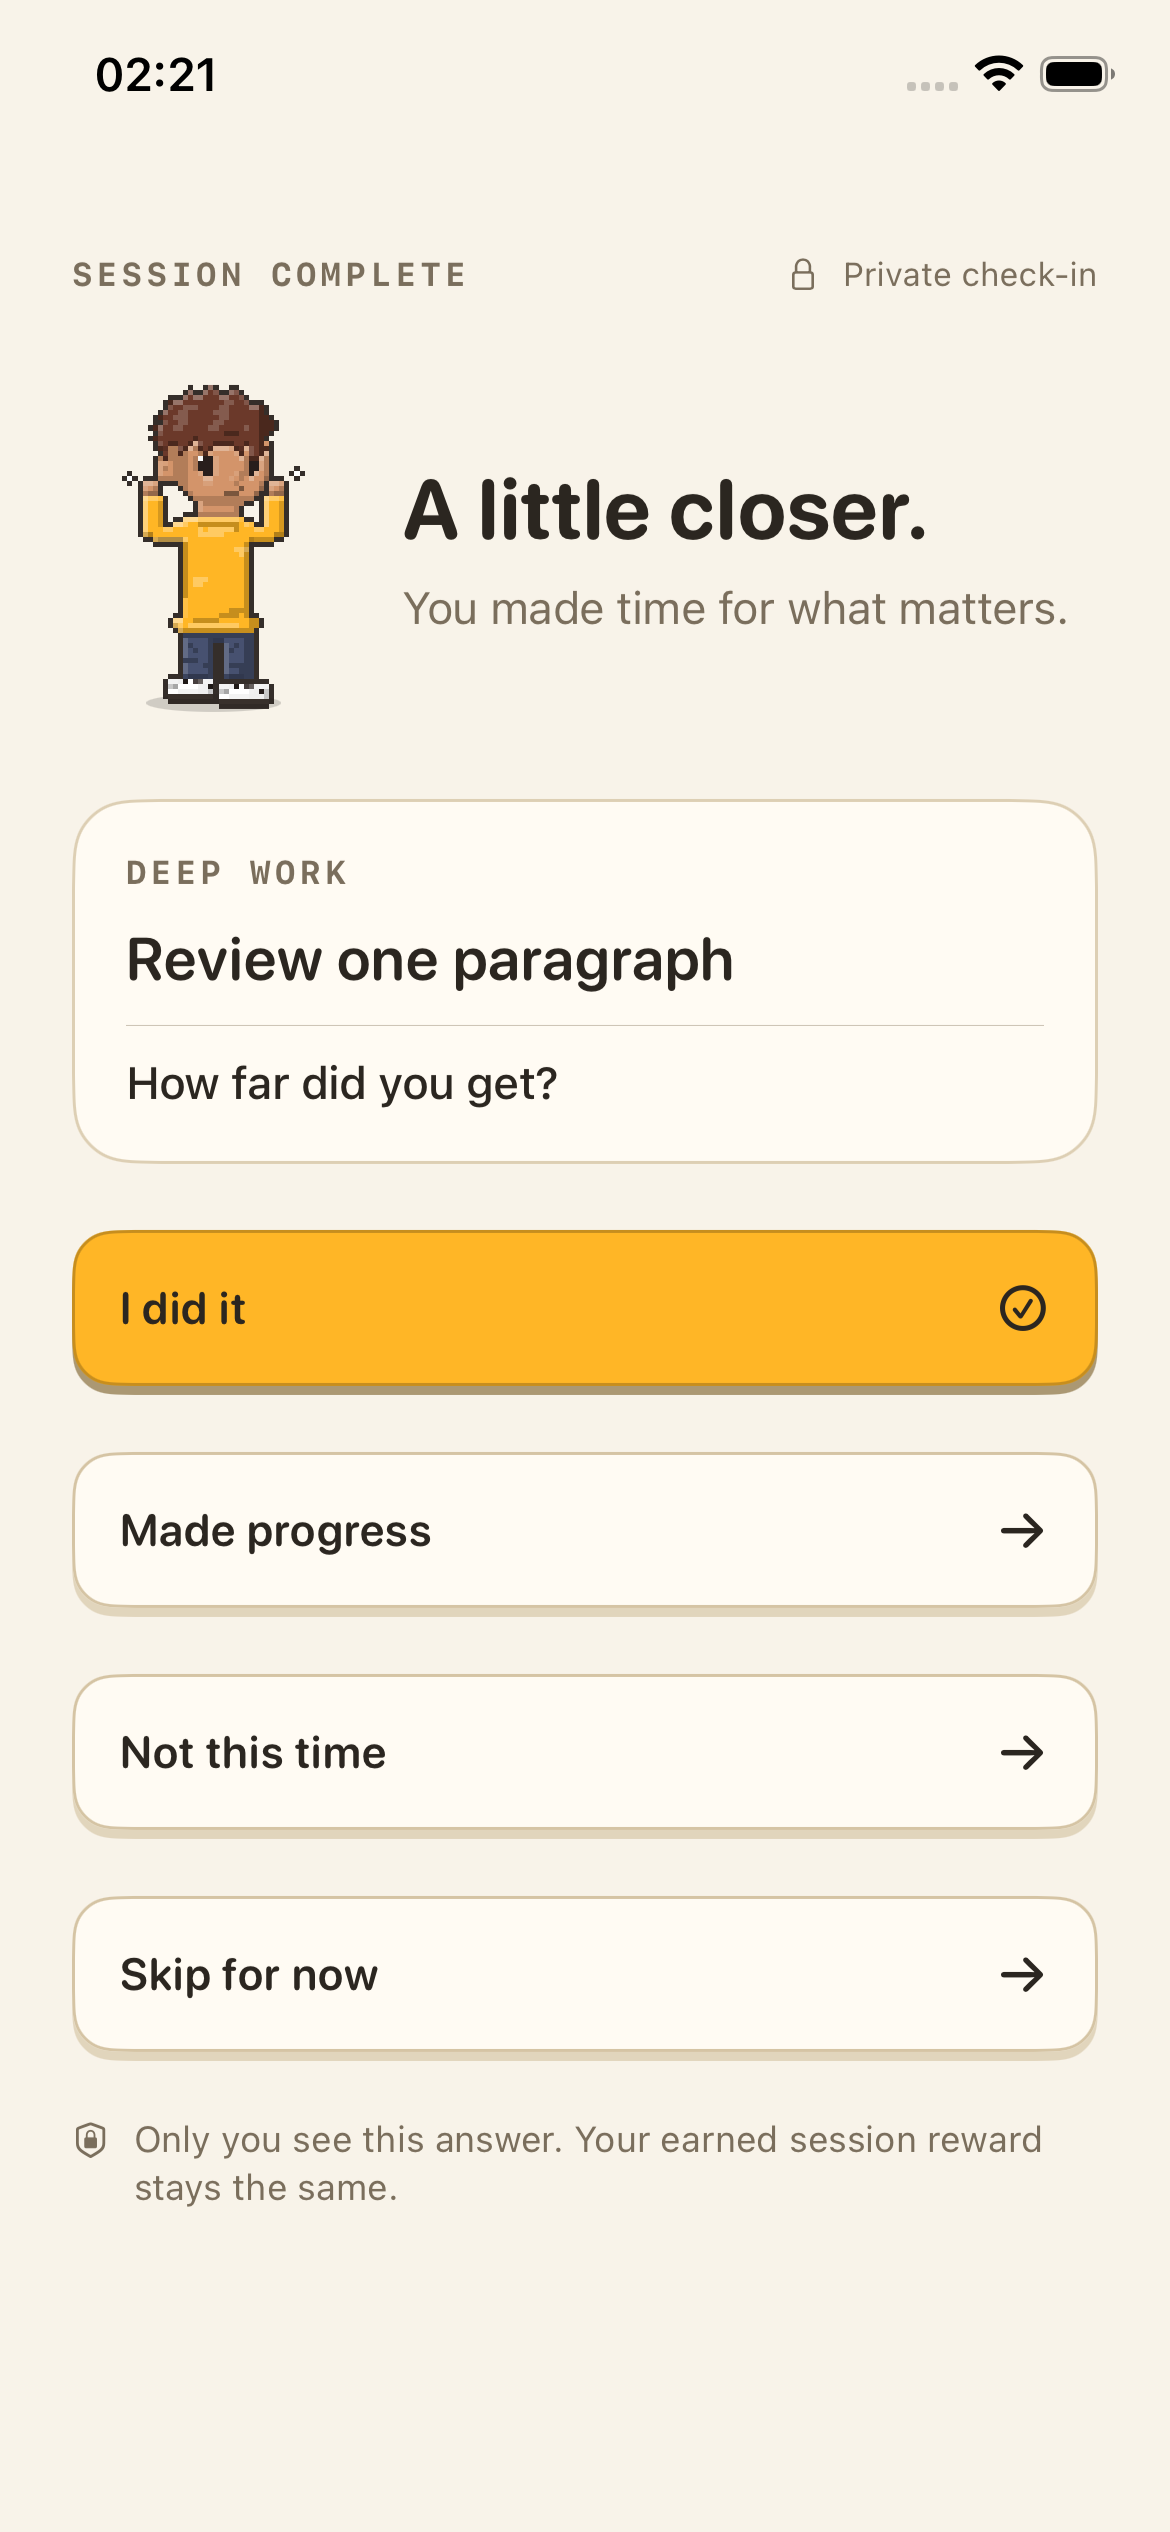 02:21
SESSION COMPLETE
Private check-in
A little closer.
You made time for what matters.
DEEP WORK
Review one paragraph
How far did you get?
I did it
Made progress
Not this time
Skip for now
Only you see this answer. Your earned session reward
stays the same.